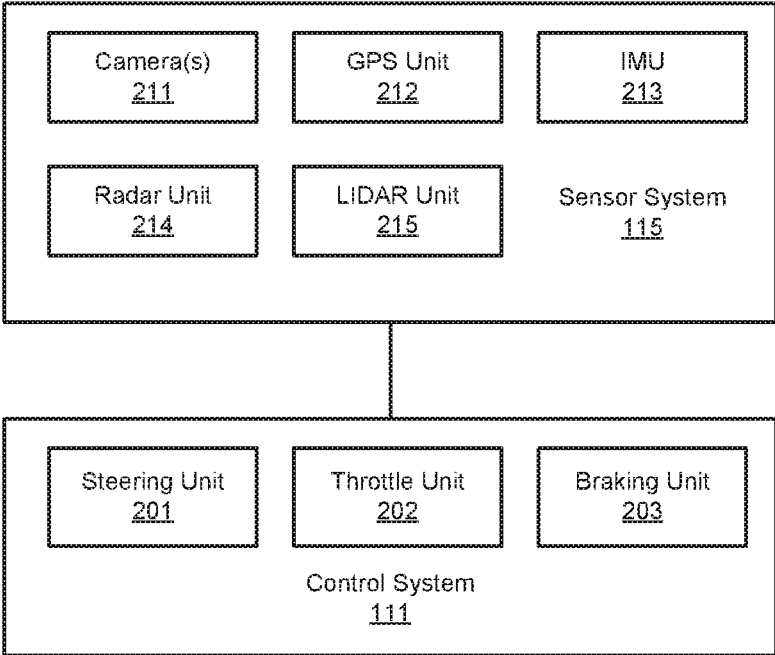 Camera(s)
211
GPS Unit
212
IMU
213
Radar Unit
214
LIDAR Unit
215
Sensor System
115
Steering Unit
201
Throttle Unit
202
Braking Unit
203
Control System
111